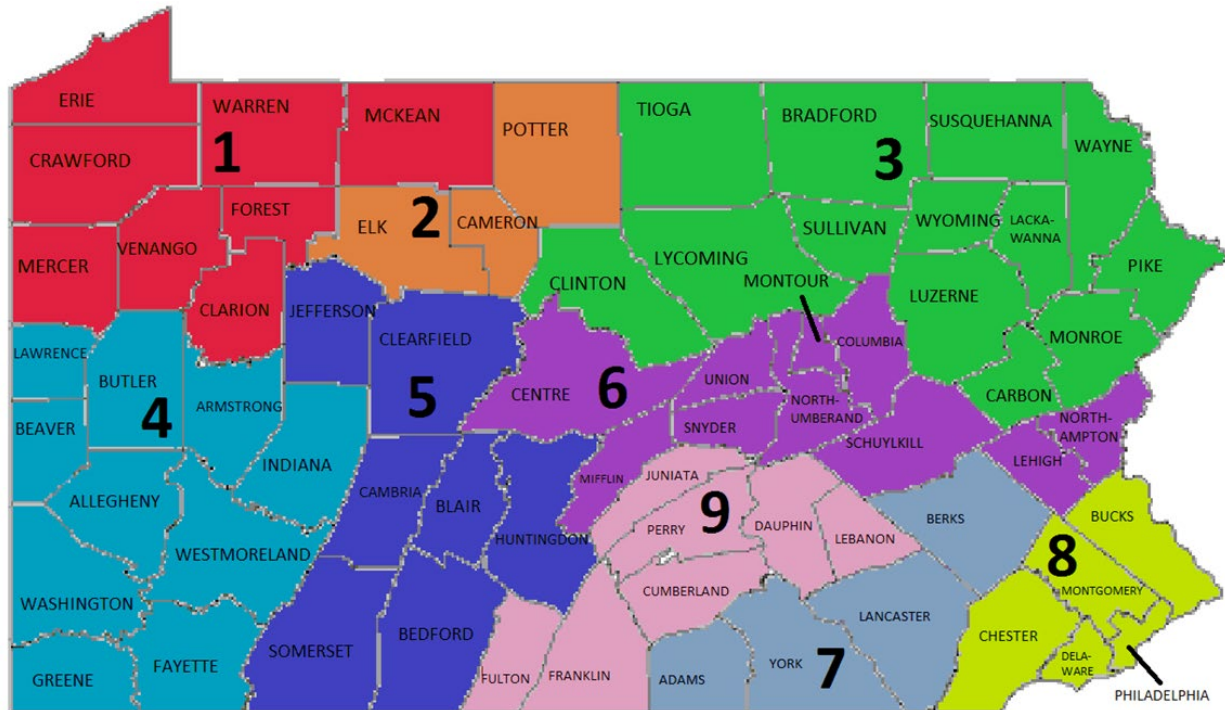 ERIE
WARREN
MCKEAN
POTTER
TIOGA
BRADFORD
SUSQUEHANNA
WAYNE
CRAWFORD
1
3
FOREST
ELK
2
CAMERON
SULLIVAN
WYOMING
LACKA-
WANNA
VENANGO
MERCER
LYCOMING
PIKE
CLINTON
MONTOUR
LUZERNE
CLARION
JEFFERSON
CLEARFIELD
COLUMBIA
MONROE
LAWRENCE
BUTLER
4
ARMSTRONG
5
CENTRE
6
UNION
NORTH-
UMBERAND
CARBON
BEAVER
SNYDER
SCHUYLKILL
NORTH-
AMPTON
LEHIGH
INDIANA
ALLEGHENY
CAMBRIA
BLAIR
MIFFLIN
JUNIATA
HUNTINGDON
PERRY
9
DAUPHIN
LEBANON
BERKS
BUCKS
WESTMORELAND
8
WASHINGTON
CUMBERLAND
MONTGOMERY
LANCASTER
CHESTER
SOMERSET
BEDFORD
FAYETTE
GREENE
FULTON
FRANKLIN
ADAMS
YORK
7
DELA-
WARE
PHILADELPHIA